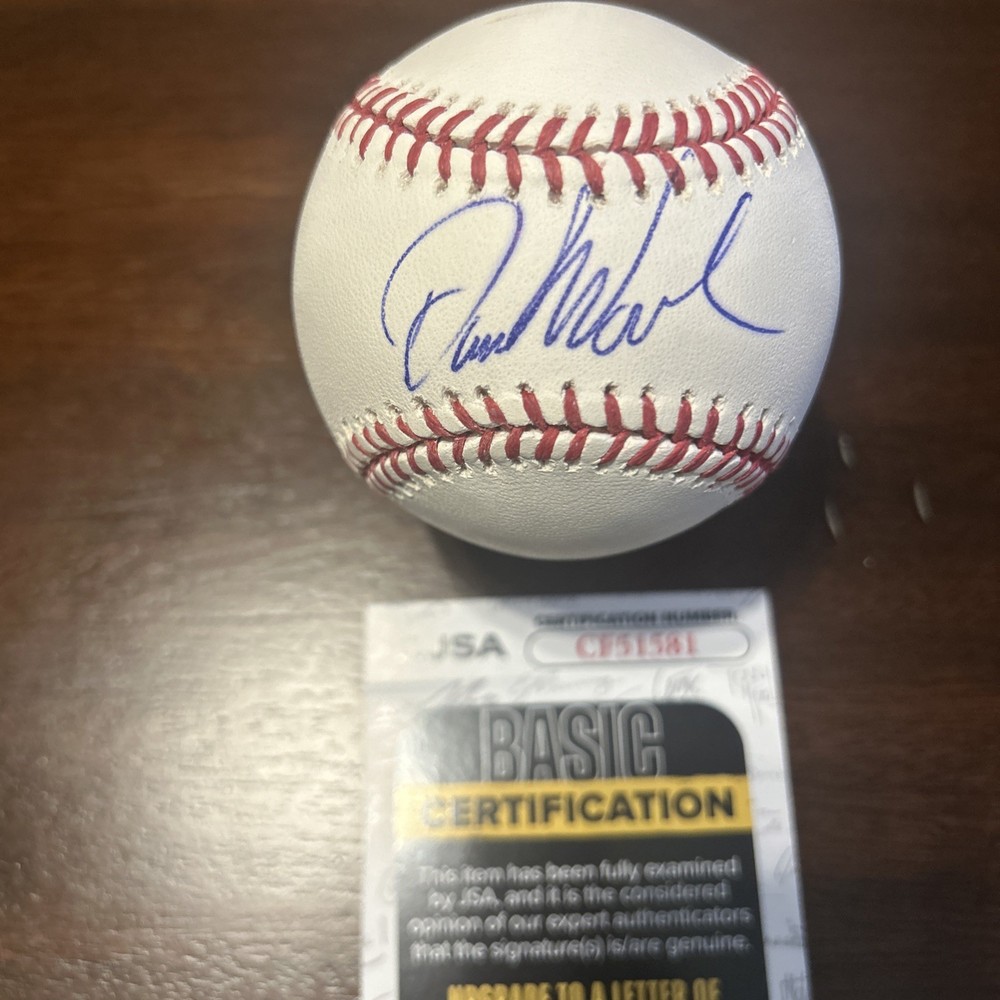 JSA
CERTIFICATION NUMBER:
CF51581
BASIC
CERTIFICATION
This item has been fully examined
by JSA, and it is the considered
opinion of our expert authenticators
that the signature(s) is/are genuine.
UPGRADE TO A LETTER OF